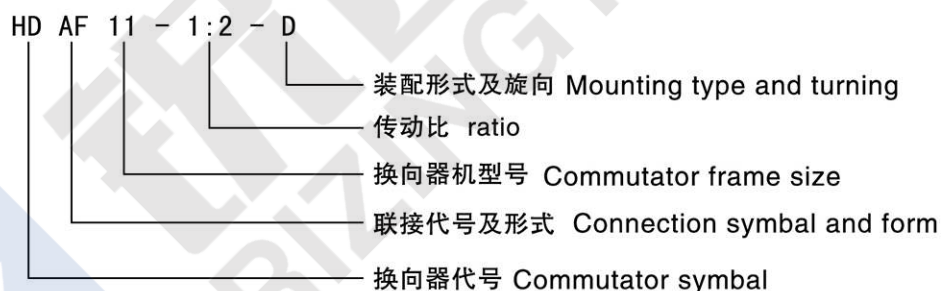 HD AF 11 - 1:2 - D
装配形式及旋向 Mounting type and turning
传动比 ratio
换向器机型号 Commutator frame size
联接代号及形式 Connection symbal and form
换向器代号 Commutator symbal